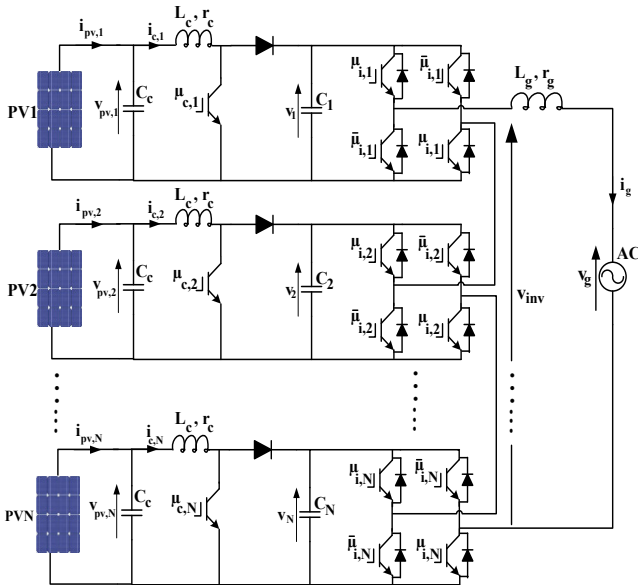 L_c, r_c
i_pv,1
i_c,1
PV1
v_pv,1
C_c
μ_c,1
v_1
C_1
μ_i,1
μ̄_i,1
μ̄_i,1
μ_i,1
L_g, r_g
i_g
AC
v_g
v_inv
L_c, r_c
i_pv,2
i_c,2
PV2
v_pv,2
C_c
μ_c,2
v_2
C_2
μ_i,2
μ̄_i,2
μ̄_i,2
μ_i,2
L_c, r_c
i_pv,N
i_c,N
PVN
v_pv,N
C_c
μ_c,N
v_N
C_N
μ_i,N
μ̄_i,N
μ̄_i,N
μ_i,N